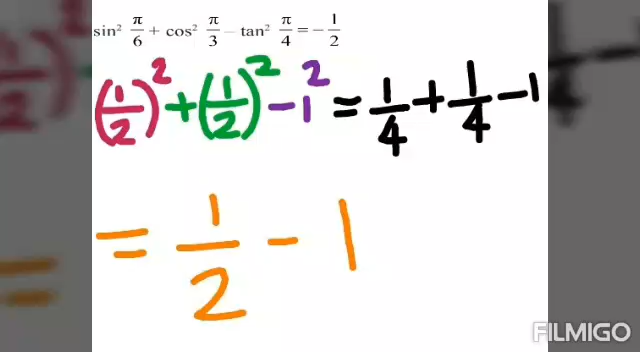 sin² π/6 + cos² π/3 − tan² π/4 = − 1/2
(1/2)² + (1/2)² − 1² = 1/4 + 1/4 − 1
= 1/2 − 1
FILMIGO